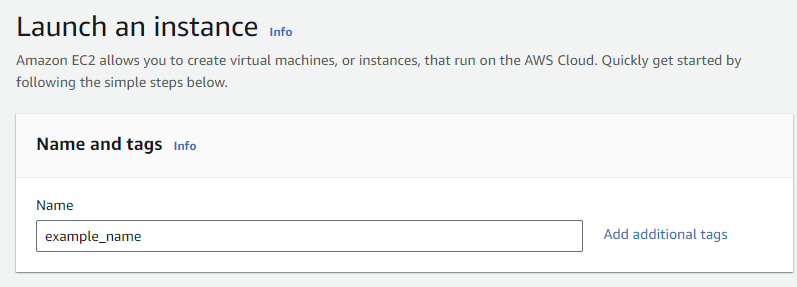 Launch an instance Info
Amazon EC2 allows you to create virtual machines, or instances, that run on the AWS Cloud. Quickly get started by
following the simple steps below.
Name and tags Info
Name
example_name
Add additional tags